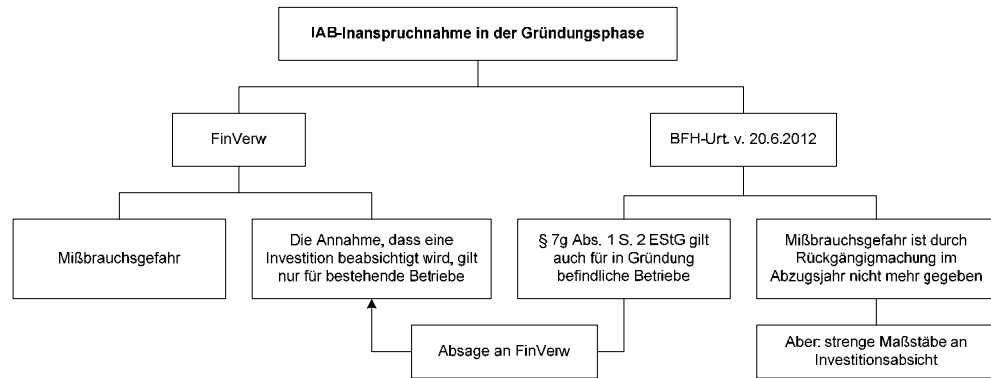 IAB-Inanspruchnahme in der Gründungsphase
FinVerw
BFH-Urt. v. 20.6.2012
Mißbrauchsgefahr
Die Annahme, dass eine
Investition beabsichtigt wird, gilt
nur für bestehende Betriebe
§ 7g Abs. 1 S. 2 EStG gilt
auch für in Gründung
befindliche Betriebe
Mißbrauchsgefahr ist durch
Rückgängigmachung im
Abzugsjahr nicht mehr gegeben
Absage an FinVerw
Aber: strenge Maßstäbe an
Investitionsabsicht